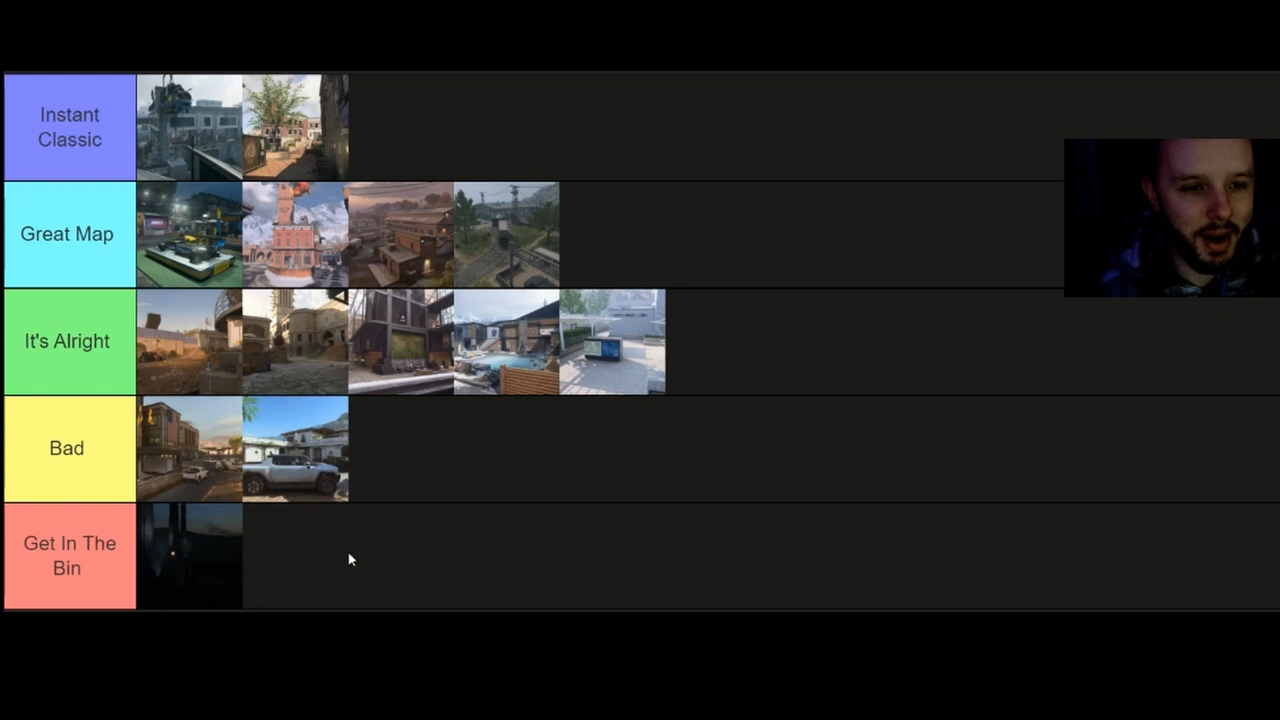 Instant
Classic
Great Map
It's Alright
Bad
Get In The
Bin